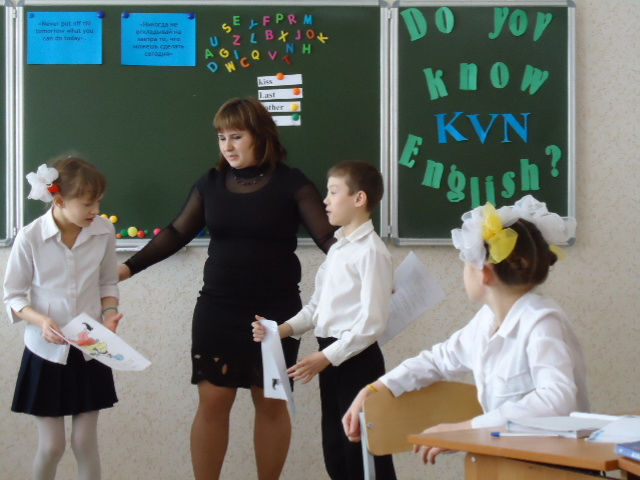 «Never put off till
tomorrow what you
can do today».
«Никогда не
откладывай на
завтра то, что
можешь сделать
сегодня»
kiss
Last
Do yoy
know
KVN
English?